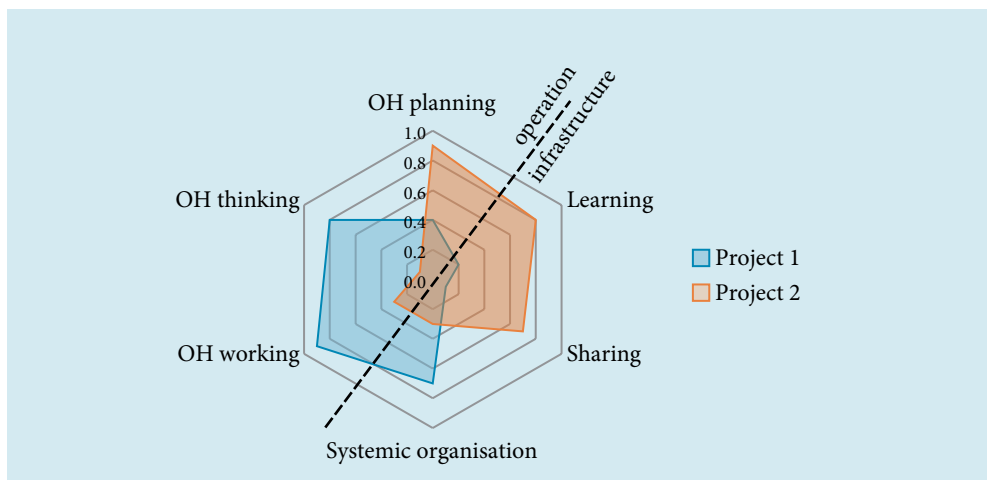 operation
infrastructure
OH planning
1.0
0.8
0.6
0.4
0.2
0.0
OH thinking
Learning
Project 1
Project 2
OH working
Sharing
Systemic organisation